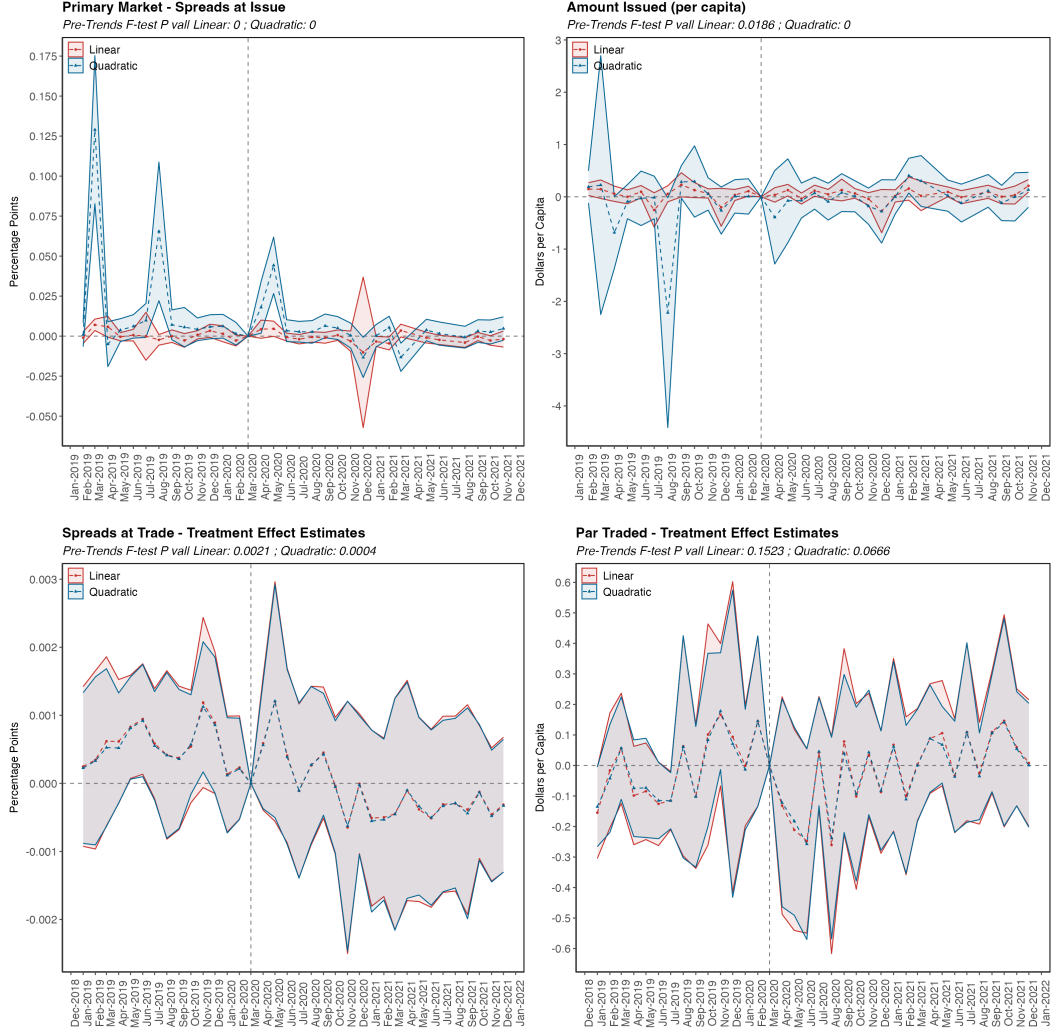 Primary Market - Spreads at Issue
Pre-Trends F-test P vall Linear: 0 ; Quadratic: 0
Linear
Quadratic
0.175
0.150
0.125
0.100
0.075
0.050
0.025
0.000
-0.025
-0.050
Percentage Points
Jan-2019
Feb-2019
Mar-2019
Apr-2019
May-2019
Jun-2019
Jul-2019
Aug-2019
Sep-2019
Oct-2019
Nov-2019
Dec-2019
Jan-2020
Feb-2020
Mar-2020
Apr-2020
May-2020
Jun-2020
Jul-2020
Aug-2020
Sep-2020
Oct-2020
Nov-2020
Dec-2020
Jan-2021
Feb-2021
Mar-2021
Apr-2021
May-2021
Jun-2021
Jul-2021
Aug-2021
Sep-2021
Oct-2021
Nov-2021
Dec-2021
Amount Issued (per capita)
Pre-Trends F-test P vall Linear: 0.0186 ; Quadratic: 0
Linear
Quadratic
3
2
1
0
-1
-2
-3
-4
Dollars per Capita
Jan-2019
Feb-2019
Mar-2019
Apr-2019
May-2019
Jun-2019
Jul-2019
Aug-2019
Sep-2019
Oct-2019
Nov-2019
Dec-2019
Jan-2020
Feb-2020
Mar-2020
Apr-2020
May-2020
Jun-2020
Jul-2020
Aug-2020
Sep-2020
Oct-2020
Nov-2020
Dec-2020
Jan-2021
Feb-2021
Mar-2021
Apr-2021
May-2021
Jun-2021
Jul-2021
Aug-2021
Sep-2021
Oct-2021
Nov-2021
Dec-2021
Spreads at Trade - Treatment Effect Estimates
Pre-Trends F-test P vall Linear: 0.0021 ; Quadratic: 0.0004
Linear
Quadratic
0.003
0.002
0.001
0.000
-0.001
-0.002
Percentage Points
Dec-2018
Jan-2019
Feb-2019
Mar-2019
Apr-2019
May-2019
Jun-2019
Jul-2019
Aug-2019
Sep-2019
Oct-2019
Nov-2019
Dec-2019
Jan-2020
Feb-2020
Mar-2020
Apr-2020
May-2020
Jun-2020
Jul-2020
Aug-2020
Sep-2020
Oct-2020
Nov-2020
Dec-2020
Jan-2021
Feb-2021
Mar-2021
Apr-2021
May-2021
Jun-2021
Jul-2021
Aug-2021
Sep-2021
Oct-2021
Nov-2021
Dec-2021
Jan-2022
Par Traded - Treatment Effect Estimates
Pre-Trends F-test P vall Linear: 0.1523 ; Quadratic: 0.0666
Linear
Quadratic
0.6
0.5
0.4
0.3
0.2
0.1
0.0
-0.1
-0.2
-0.3
-0.4
-0.5
-0.6
Dollars per Capita
Dec-2018
Jan-2019
Feb-2019
Mar-2019
Apr-2019
May-2019
Jun-2019
Jul-2019
Aug-2019
Sep-2019
Oct-2019
Nov-2019
Dec-2019
Jan-2020
Feb-2020
Mar-2020
Apr-2020
May-2020
Jun-2020
Jul-2020
Aug-2020
Sep-2020
Oct-2020
Nov-2020
Dec-2020
Jan-2021
Feb-2021
Mar-2021
Apr-2021
May-2021
Jun-2021
Jul-2021
Aug-2021
Sep-2021
Oct-2021
Nov-2021
Dec-2021
Jan-2022